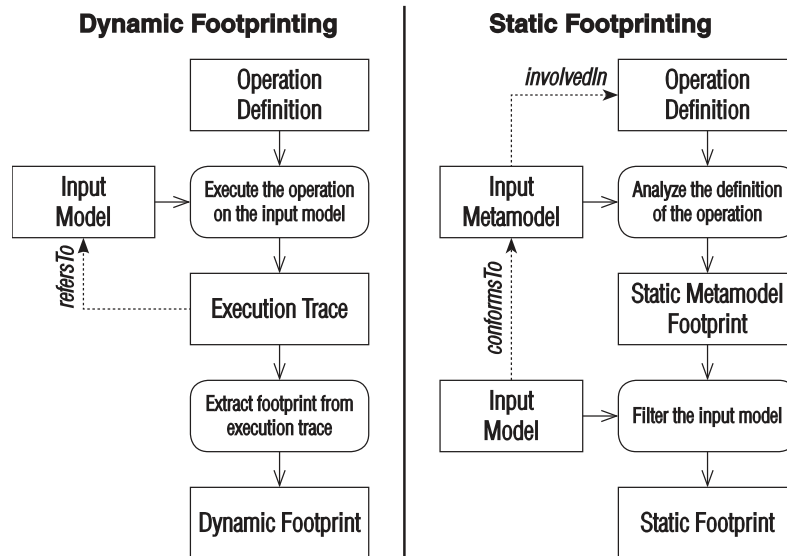 Dynamic Footprinting
Operation
Definition
Input
Model
Execute the operation
on the input model
refersTo
Execution Trace
Extract footprint from
execution trace
Dynamic Footprint
Static Footprinting
involvedIn
Operation
Definition
Input
Metamodel
Analyze the definition
of the operation
conformsTo
Static Metamodel
Footprint
Input
Model
Filter the input model
Static Footprint